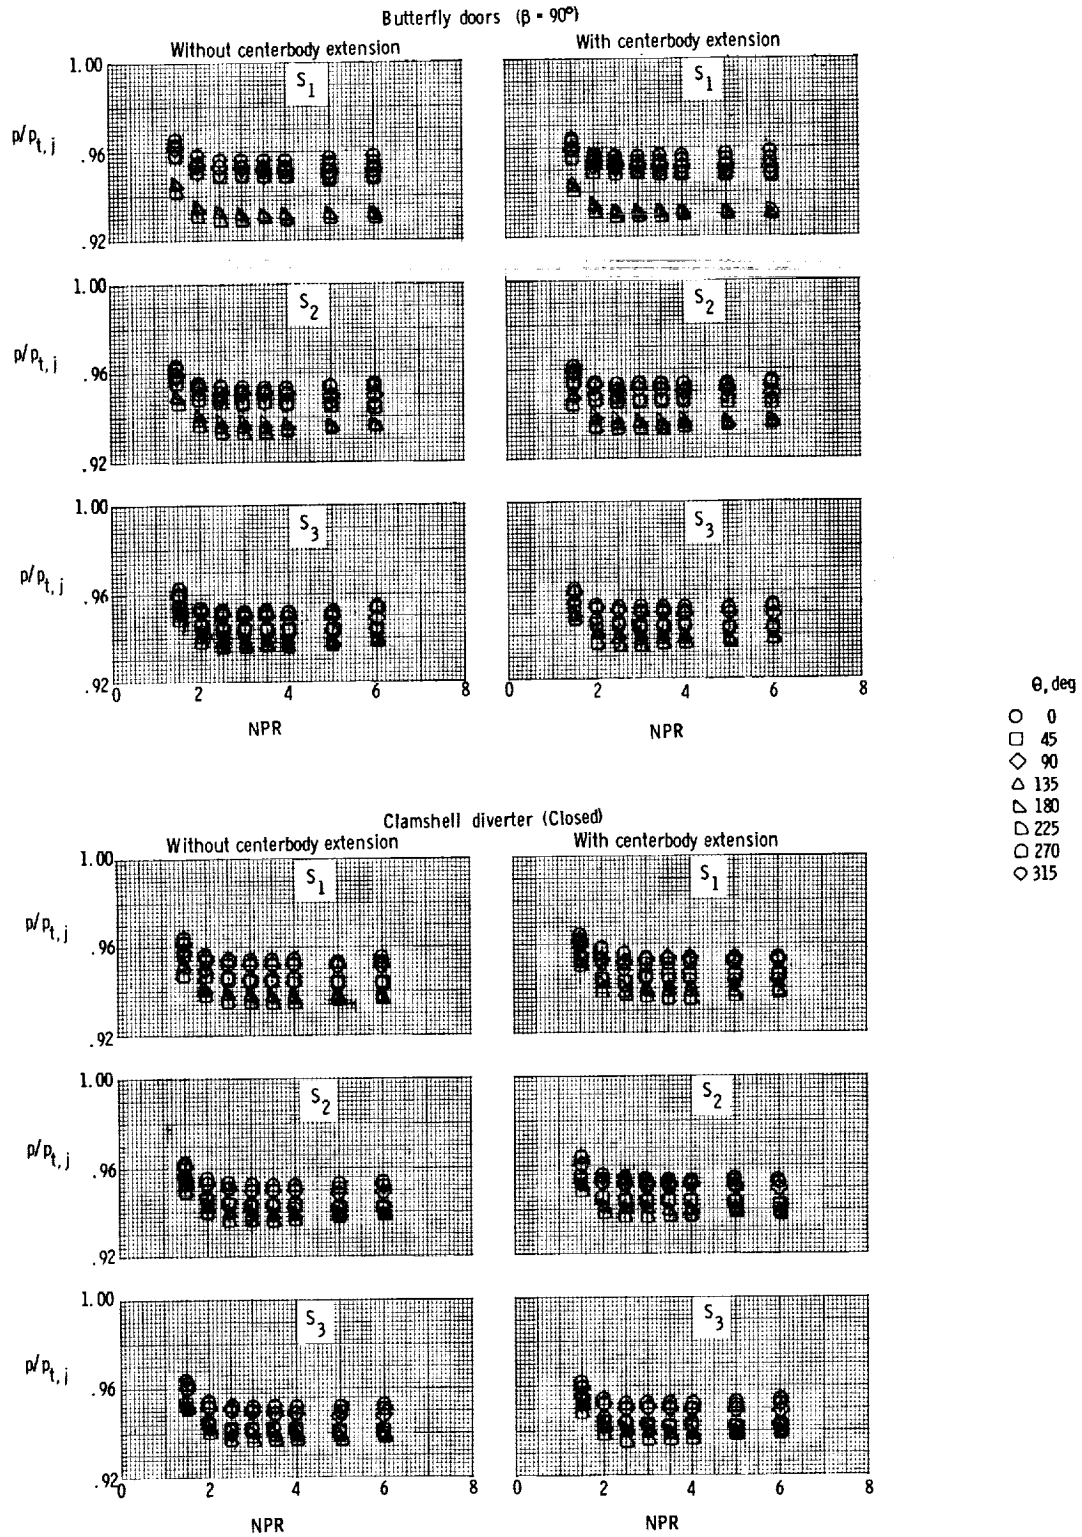 Butterfly doors (β = 90°)
Without centerbody extension
With centerbody extension
1.00
S1
S1
p/pt, j
.96
.92
1.00
S2
S2
p/pt, j
.96
.92
1.00
S3
S3
p/pt, j
.96
.92
0 2 4 6 8
0 2 4 6 8
NPR
NPR
θ, deg
0
45
90
135
180
225
270
315
Clamshell diverter (Closed)
Without centerbody extension
With centerbody extension
1.00
S1
S1
p/pt, j
.96
.92
1.00
S2
S2
p/pt, j
.96
.92
1.00
S3
S3
p/pt, j
.96
.92
0 2 4 6 8
0 2 4 6 8
NPR
NPR